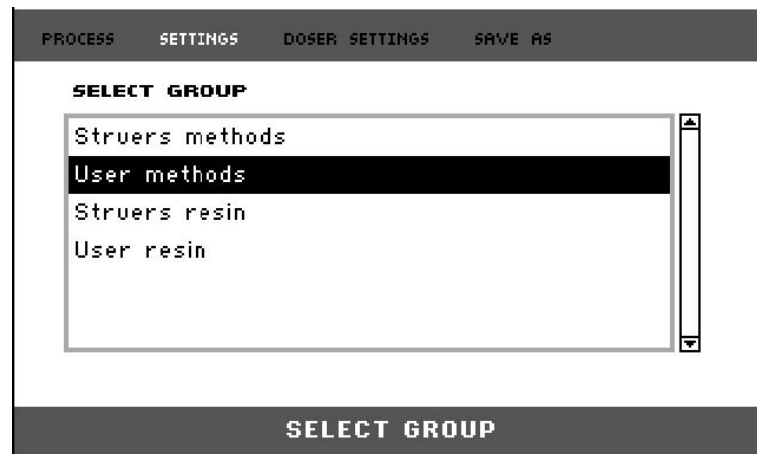 PROCESS SETTINGS DOSER SETTINGS SAVE AS
SELECT GROUP
Struers methods
User methods
Struers resin
User resin
SELECT GROUP